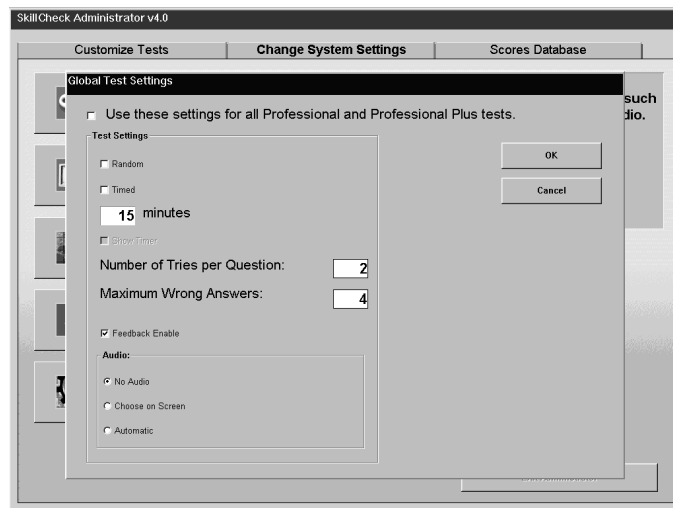 SkillCheck Administrator v4.0
Customize Tests
Change System Settings
Scores Database
such
dio.
Global Test Settings
Use these settings for all Professional and Professional Plus tests.
Test Settings
Random
Timed
15 minutes
Show Timer
Number of Tries per Question: 2
Maximum Wrong Answers: 4
Feedback Enable
Audio:
No Audio
Choose on Screen
Automatic
OK
Cancel